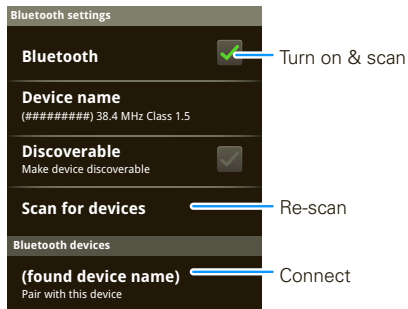 Bluetooth settings
Bluetooth
Turn on & scan
Device name
(#########) 38.4 MHz Class 1.5
Discoverable
Make device discoverable
Scan for devices
Re-scan
Bluetooth devices
(found device name)
Connect
Pair with this device